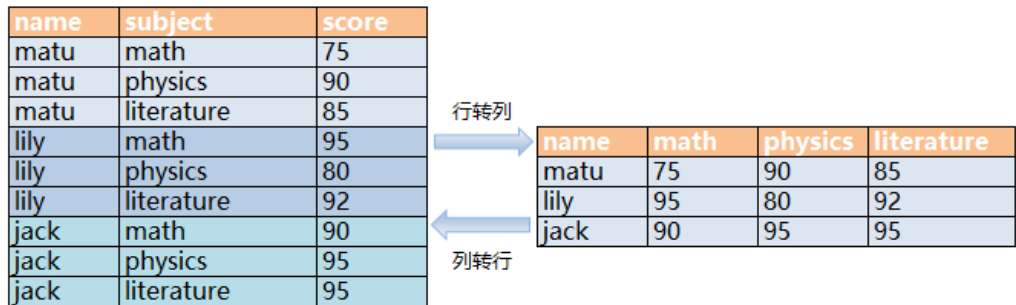 name subject score
matu math 75
matu physics 90
matu literature 85
lily math 95
lily physics 80
lily literature 92
jack math 90
jack physics 95
jack literature 95
行转列
列转行
name math physics literature
matu 75 90 85
lily 95 80 92
jack 90 95 95